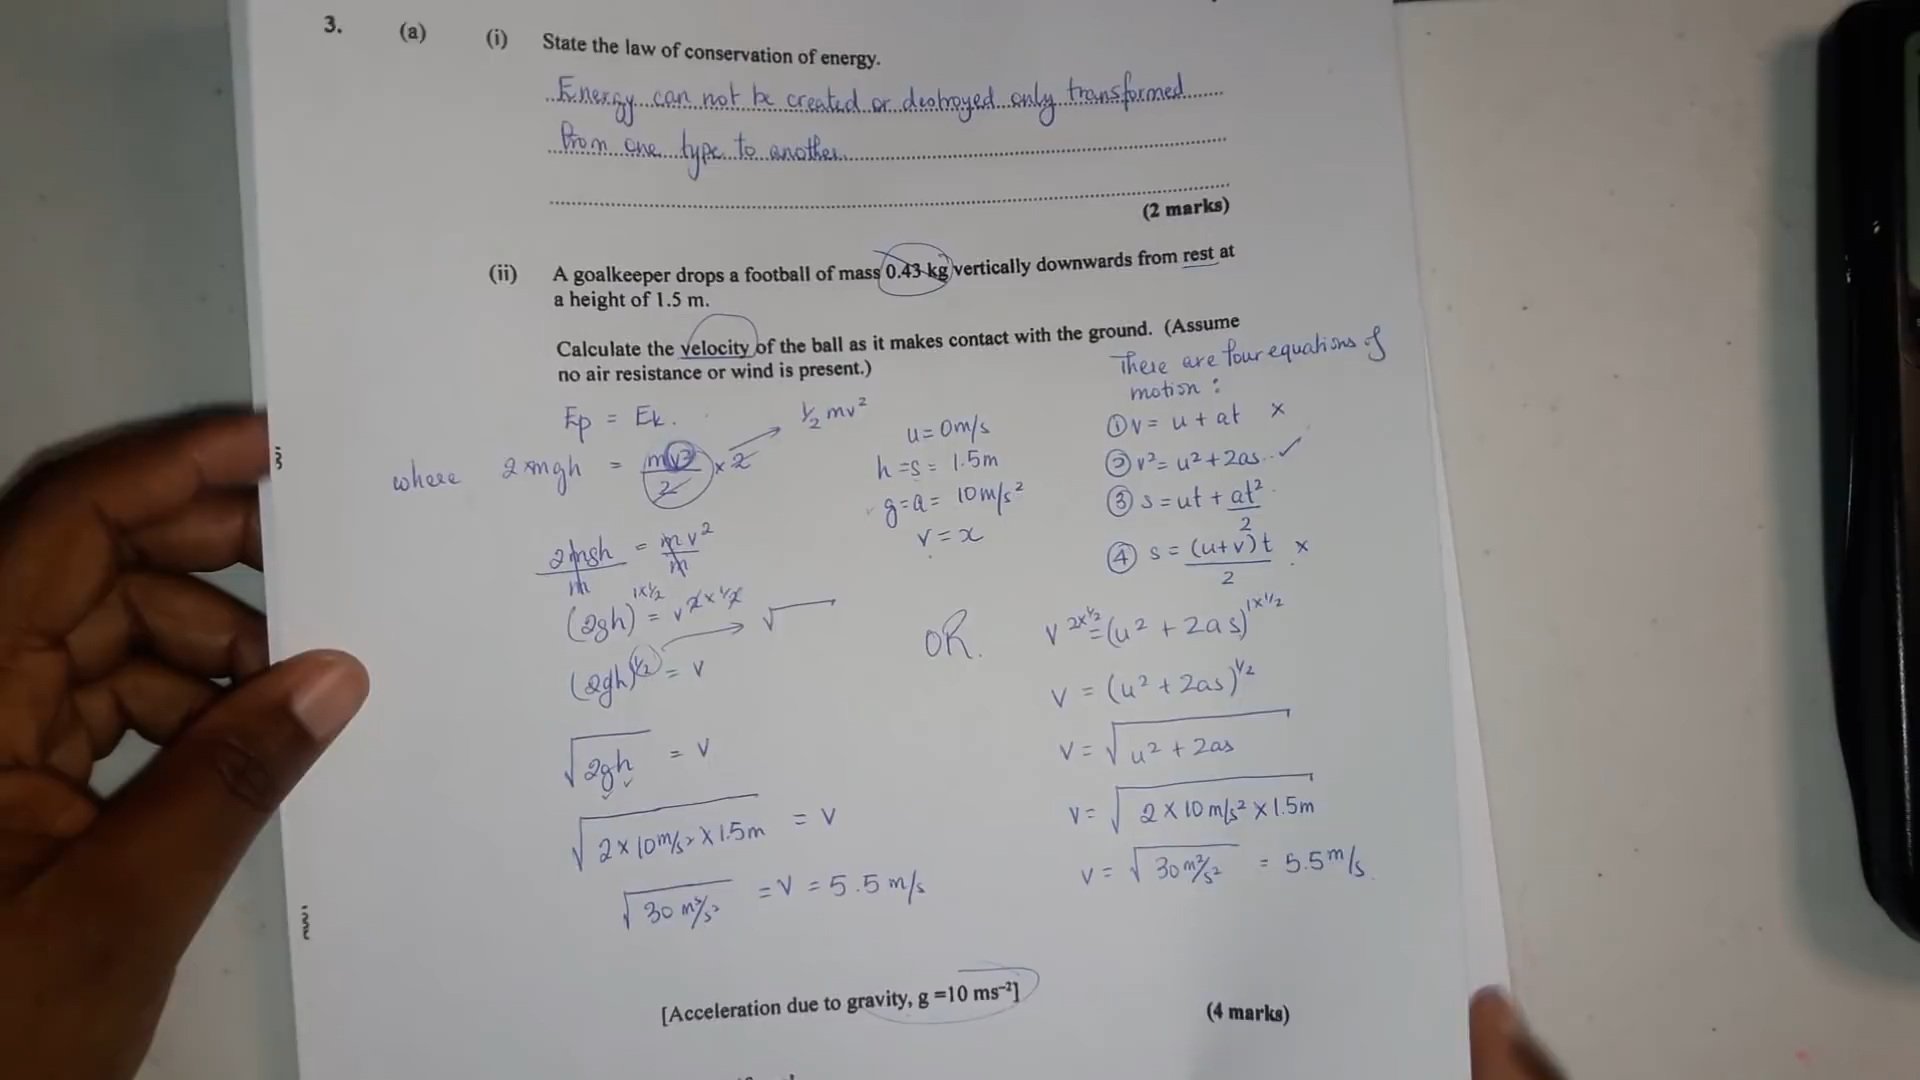 3. (a) (i) State the law of conservation of energy.
Energy can not be created or destroyed only transformed
from one type to another
(2 marks)
(ii) A goalkeeper drops a football of mass 0.43 kg vertically downwards from rest at
a height of 1.5 m.
Calculate the velocity of the ball as it makes contact with the ground. (Assume
no air resistance or wind is present.)
There are four equations of
motion :
Ep = Ek.
½ mv²
where 2×mgh = mv²/2 × 2
2mgh/m = mv²/m
(2gh)^1×½ = v^2×½
√
(2gh)^½ = v
√2gh = v
√2 × 10 m/s² × 1.5m = v
√30 m²/s² = v = 5.5 m/s
u = 0m/s
h = s = 1.5m
g = a = 10 m/s²
v = x
① v = u + at ×
② v² = u² + 2as ✓
③ s = ut + at²/2
④ s = (u+v)t/2 ×
OR.
v^2×½ = (u² + 2as)^1×½
v = (u² + 2as)^½
v = √u² + 2as
v = √2 × 10 m/s² × 1.5m
v = √30 m²/s² = 5.5 m/s
[Acceleration due to gravity, g =10 ms⁻²]
(4 marks)